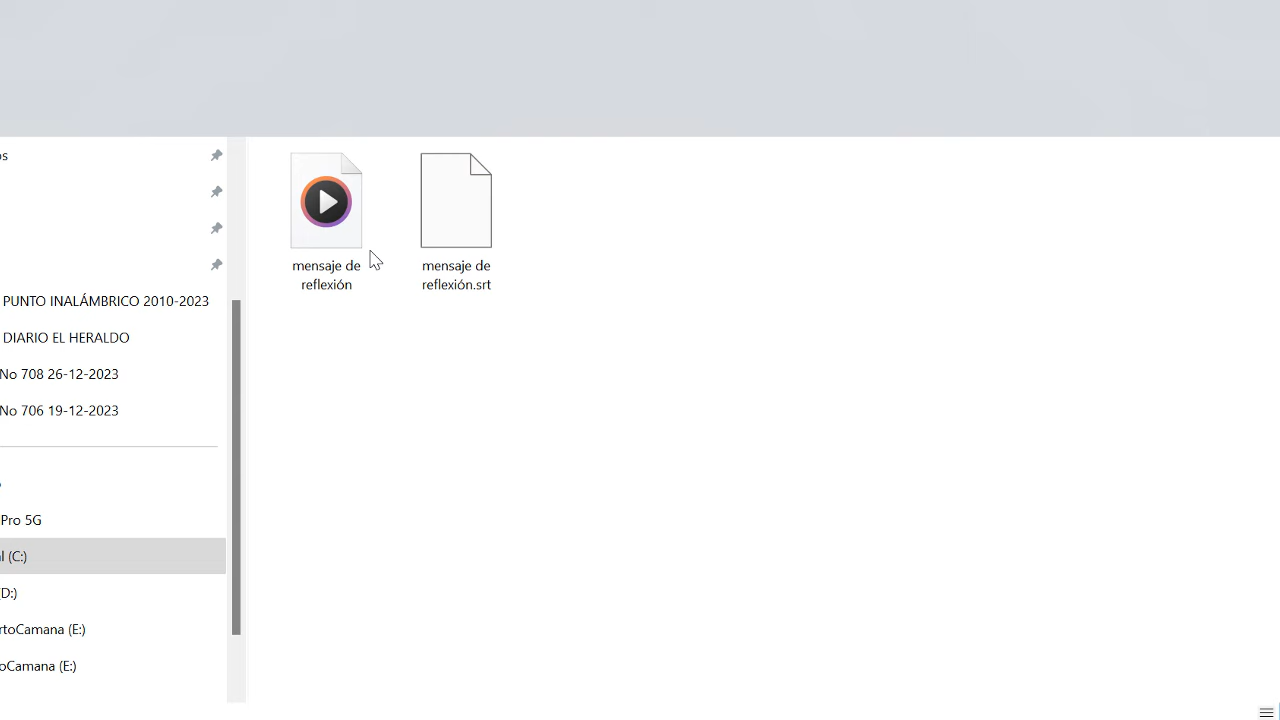 os
PUNTO INALÁMBRICO 2010-2023
DIARIO EL HERALDO
No 708 26-12-2023
No 706 19-12-2023
Pro 5G
l (C:)
(D:)
rtoCamana (E:)
oCamana (E:)
mensaje de
reflexión
mensaje de
reflexión.srt